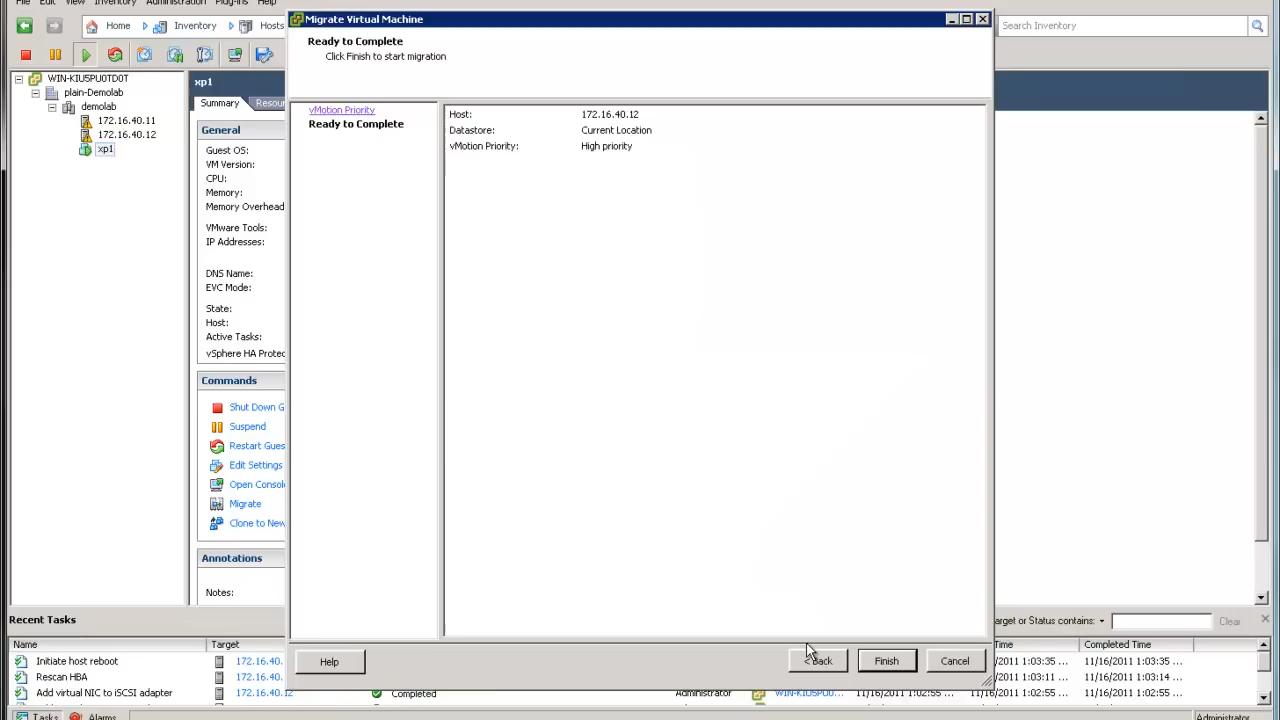 File Edit View Inventory Administration Plug-ins Help
Migrate Virtual Machine
Home Inventory Hosts
Search Inventory
Ready to Complete
Click Finish to start migration
WIN-KIU5PU0TD0T
plain-Demolab
demolab
172.16.40.11
172.16.40.12
xp1
xp1
Summary Resou
General
Guest OS:
VM Version:
CPU:
Memory:
Memory Overhead
VMware Tools:
IP Addresses:
DNS Name:
EVC Mode:
State:
Host:
Active Tasks:
vSphere HA Protec
Commands
Shut Down G
Suspend
Restart Gues
Edit Settings
Open Consol
Migrate
Clone to New
Annotations
Notes:
vMotion Priority
Ready to Complete
Host: 172.16.40.12
Datastore: Current Location
vMotion Priority: High priority
Help < Back Finish Cancel
Recent Tasks
arget or Status contains: Clear
Name Target Time Completed Time
Initiate host reboot 172.16.40. /2011 1:03:35 ... 11/16/2011 1:03:35 ...
Rescan HBA 172.16.40. /2011 1:03:11 ... 11/16/2011 1:03:14 ...
Add virtual NIC to iSCSI adapter 172.16.40.12 Completed Administrator WIN-KIU5PU0... 11/16/2011 1:02:55 ... 11/16/2011 1:02:55 ...
Tasks Alarms Administrator